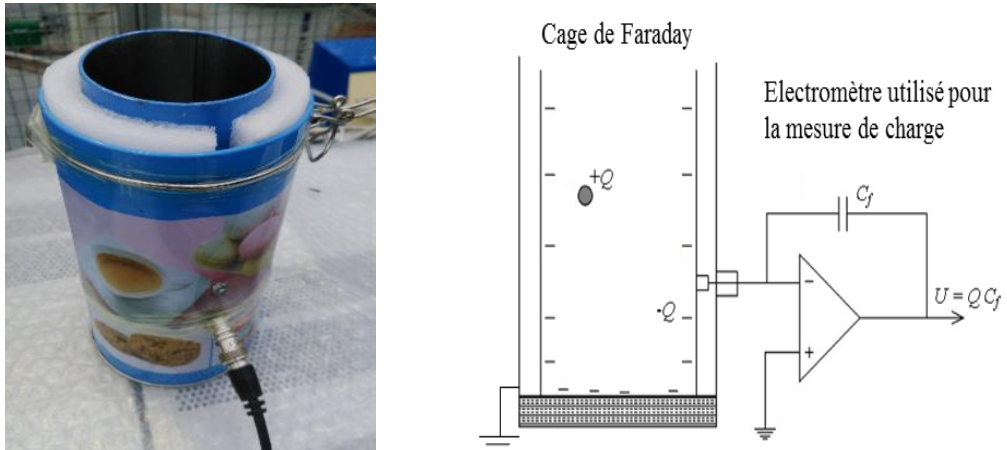 Cage de Faraday
Electromètre utilisé pour
la mesure de charge
+Q
C_f
-
U = Q C_f
-Q
+